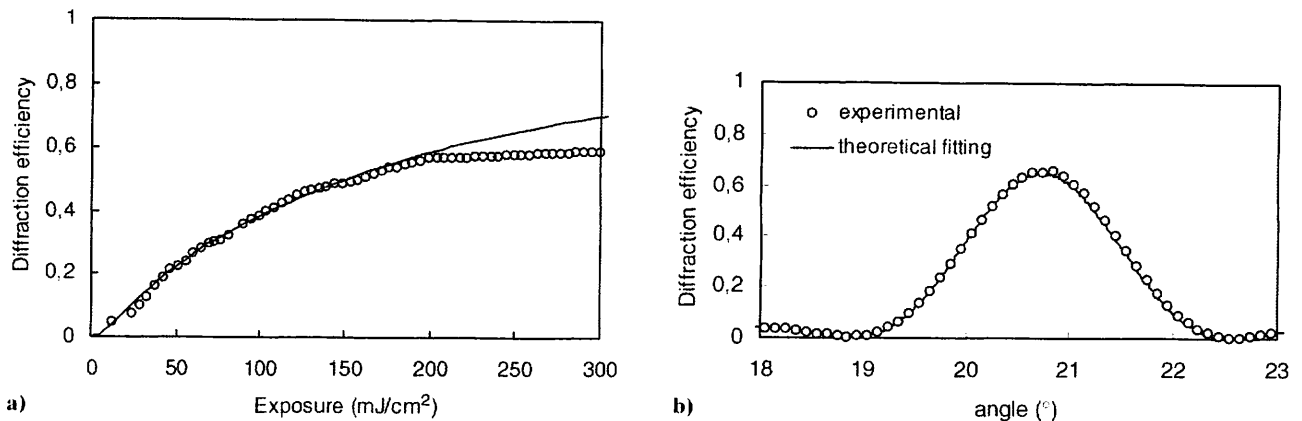 Diffraction efficiency
1
0,8
0,6
0,4
0,2
0
0 50 100 150 200 250 300
Exposure (mJ/cm²)
a)
Diffraction efficiency
1
0,8
0,6
0,4
0,2
0
experimental
theoretical fitting
18 19 20 21 22 23
angle (°)
b)